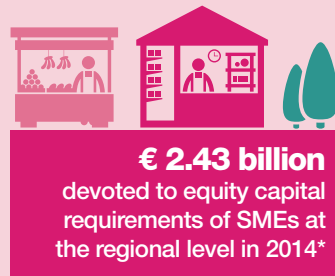 € 2.43 billion
devoted to equity capital
requirements of SMEs at
the regional level in 2014*